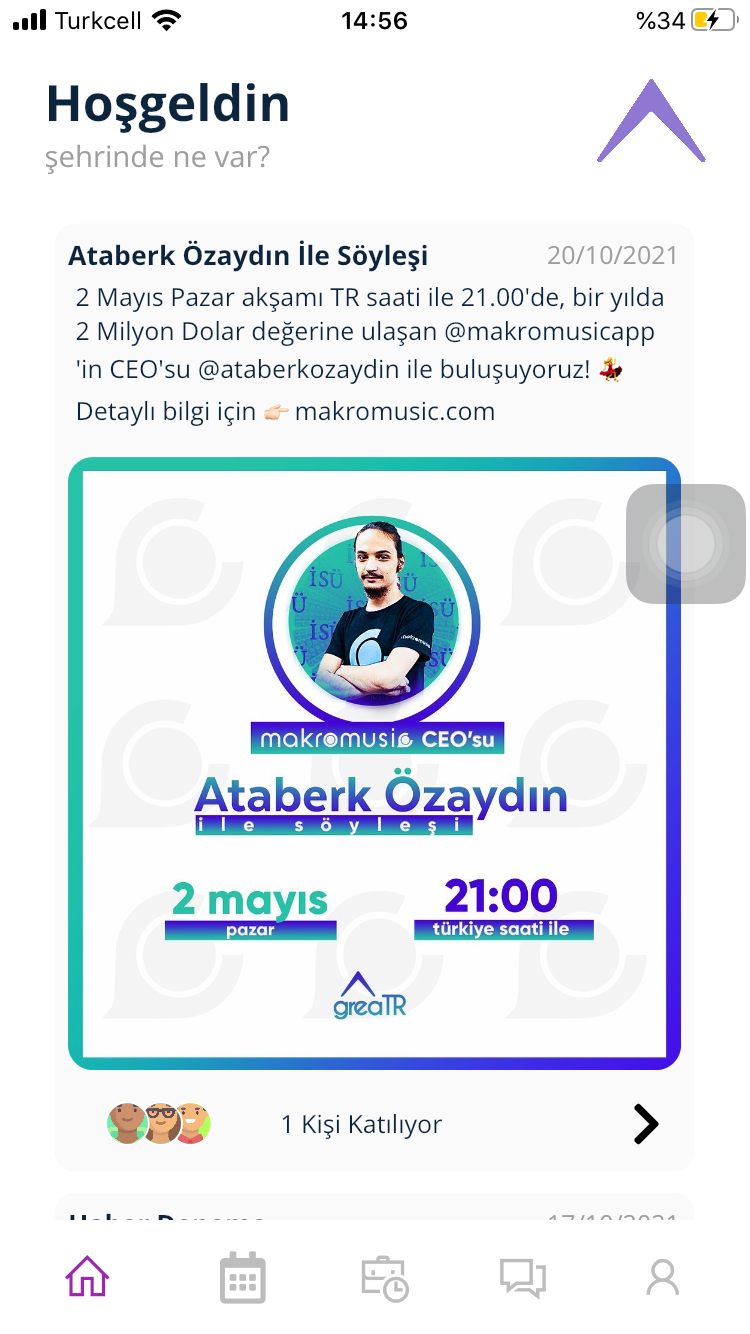 Turkcell
14:56
%34
Hoşgeldin
şehrinde ne var?
Ataberk Özaydın İle Söyleşi
20/10/2021
2 Mayıs Pazar akşamı TR saati ile 21.00'de, bir yılda
2 Milyon Dolar değerine ulaşan @makromusicapp
'in CEO'su @ataberkozaydin ile buluşuyoruz! 💃
Detaylı bilgi için 👉🏻 makromusic.com
İSÜ
makromusic CEO'su
Ataberk Özaydın
ile söyleşi
2 mayıs
pazar
21:00
türkiye saati ile
greaTR
1 Kişi Katılıyor
Haber Deneme
17/10/2021